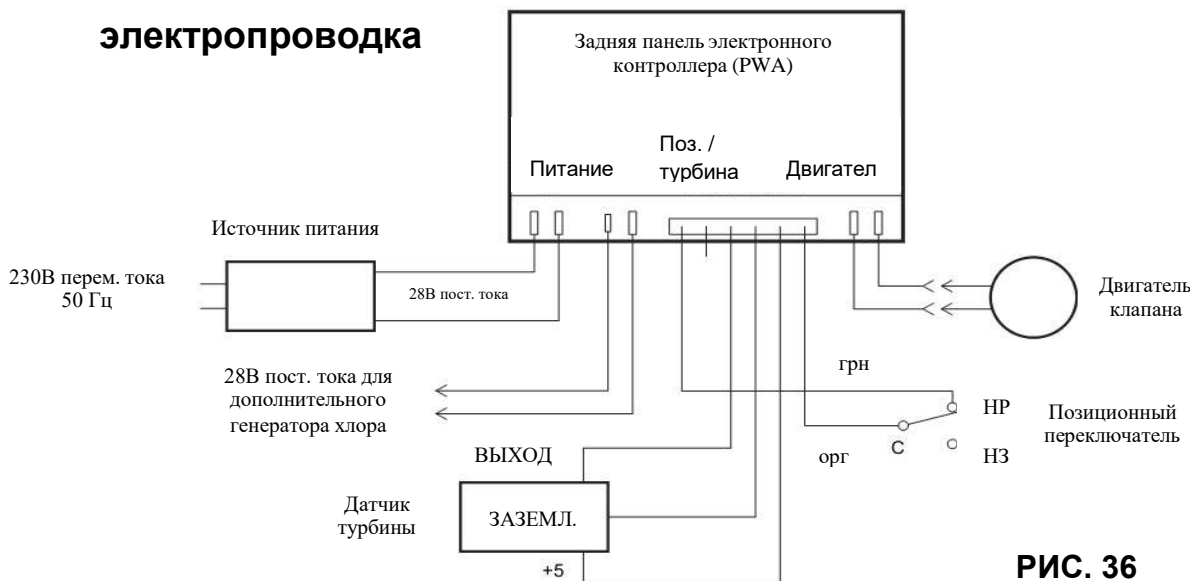 электропроводка
Задняя панель электронного
контроллера (PWA)
Питание
Поз. /
турбина
Двигател
Источник питания
230В перем. тока
50 Гц
28В пост. тока
Двигатель
клапана
28В пост. тока для
дополнительного
генератора хлора
грн
НР
Позиционный
переключатель
C
орг
НЗ
ВЫХОД
Датчик
турбины
ЗАЗЕМЛ.
+5
РИС. 36